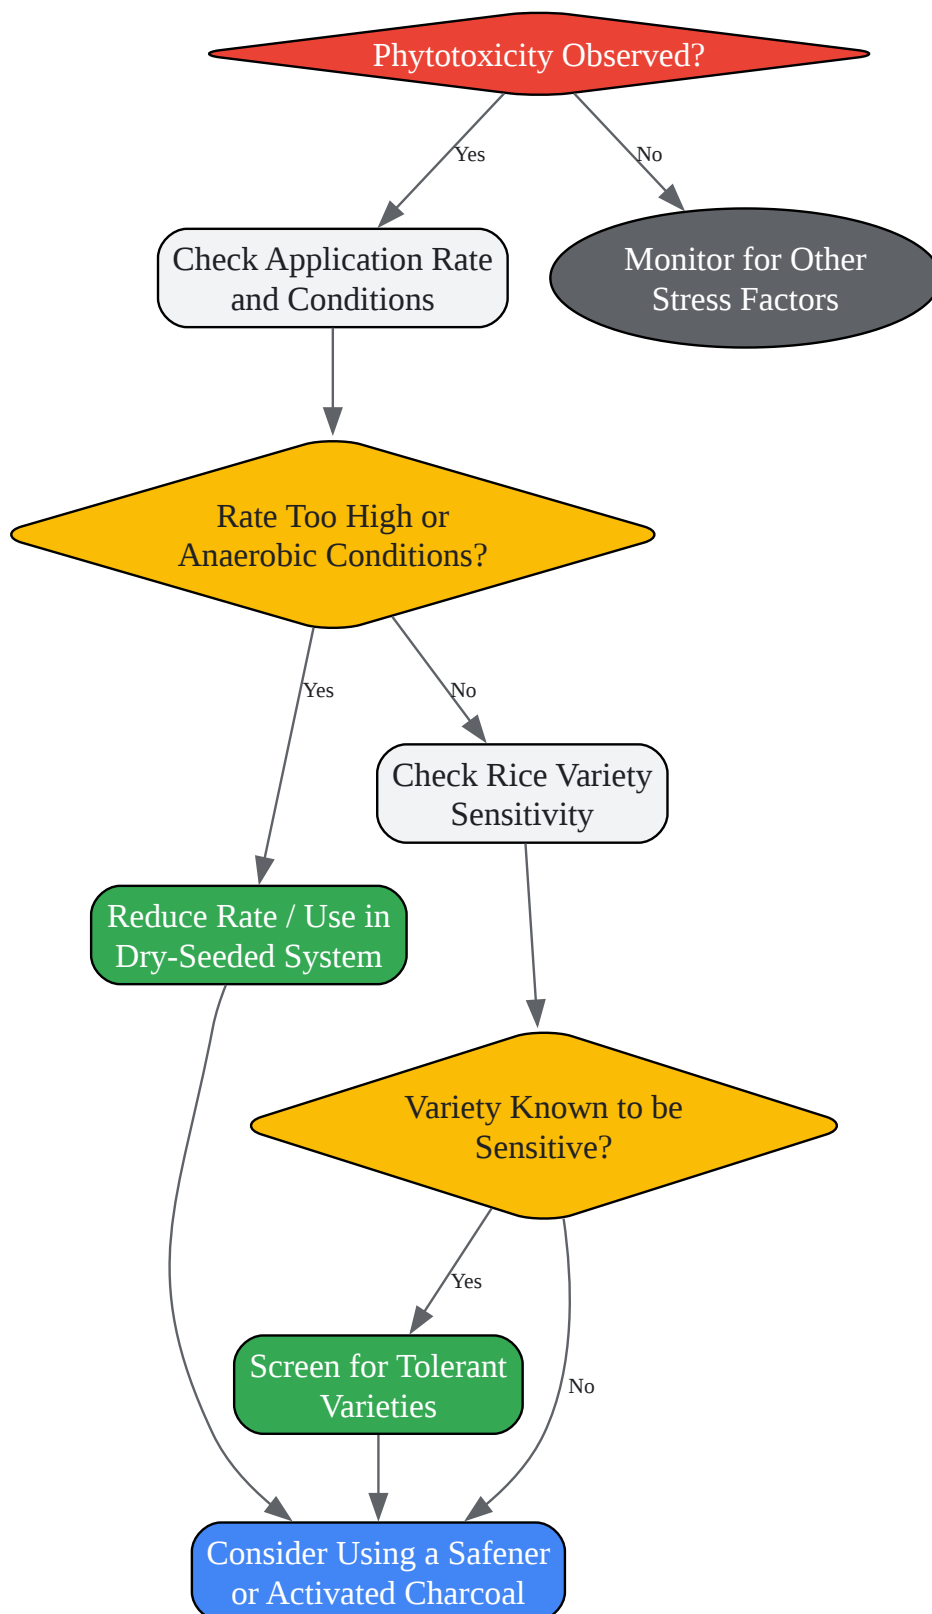 Phytotoxicity Observed?
Yes
No
Check Application Rate
and Conditions
Monitor for Other
Stress Factors
Rate Too High or
Anaerobic Conditions?
Yes
No
Check Rice Variety
Sensitivity
Reduce Rate / Use in
Dry-Seeded System
Variety Known to be
Sensitive?
Yes
Screen for Tolerant
Varieties
No
Consider Using a Safener
or Activated Charcoal